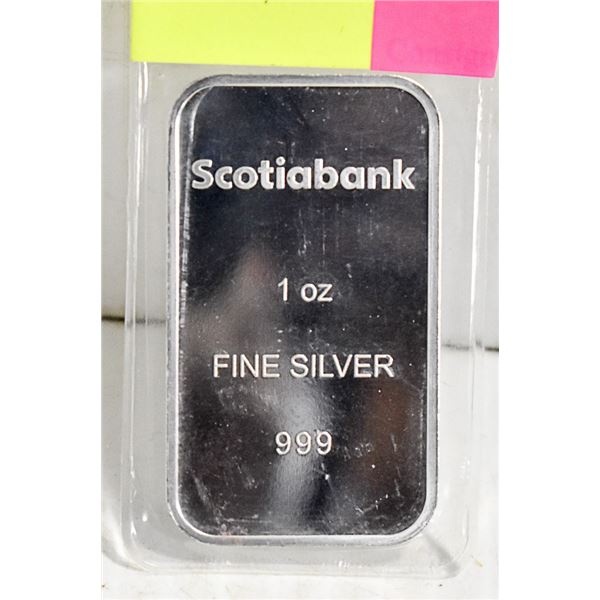 Scotiabank
1 oz
FINE SILVER
999